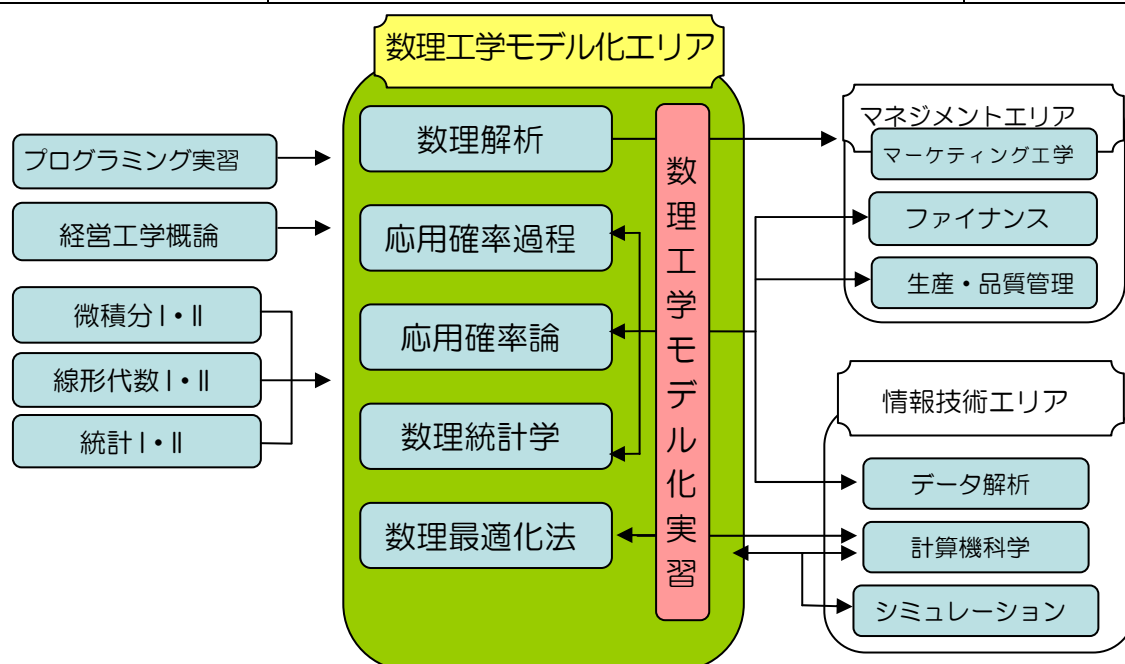 数理工学モデル化エリア
プログラミング実習
経営工学概論
微積分Ⅰ・Ⅱ
線形代数Ⅰ・Ⅱ
統計Ⅰ・Ⅱ
数理解析
応用確率過程
応用確率論
数理統計学
数理最適化法
数理工学モデル化実習
マネジメントエリア
マーケティング工学
ファイナンス
生産・品質管理
情報技術エリア
データ解析
計算機科学
シミュレーション